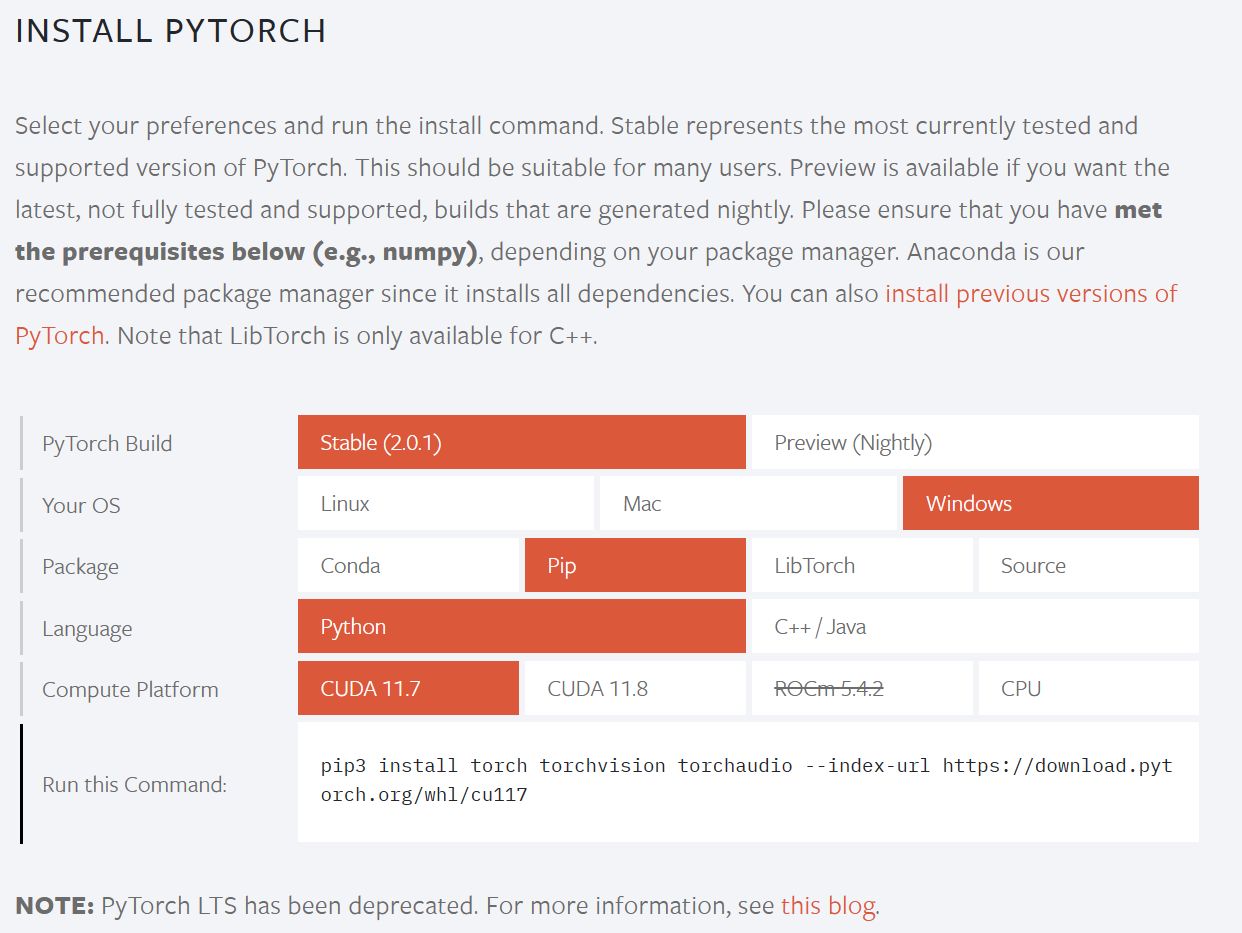 INSTALL PYTORCH
Select your preferences and run the install command. Stable represents the most currently tested and
supported version of PyTorch. This should be suitable for many users. Preview is available if you want the
latest, not fully tested and supported, builds that are generated nightly. Please ensure that you have met
the prerequisites below (e.g., numpy), depending on your package manager. Anaconda is our
recommended package manager since it installs all dependencies. You can also install previous versions of
PyTorch. Note that LibTorch is only available for C++.
PyTorch Build Stable (2.0.1) Preview (Nightly)
Your OS Linux Mac Windows
Package Conda Pip LibTorch Source
Language Python C++ / Java
Compute Platform CUDA 11.7 CUDA 11.8 ROCm 5.4.2 CPU
Run this Command:
pip3 install torch torchvision torchaudio --index-url https://download.pyt
orch.org/whl/cu117
NOTE: PyTorch LTS has been deprecated. For more information, see this blog.